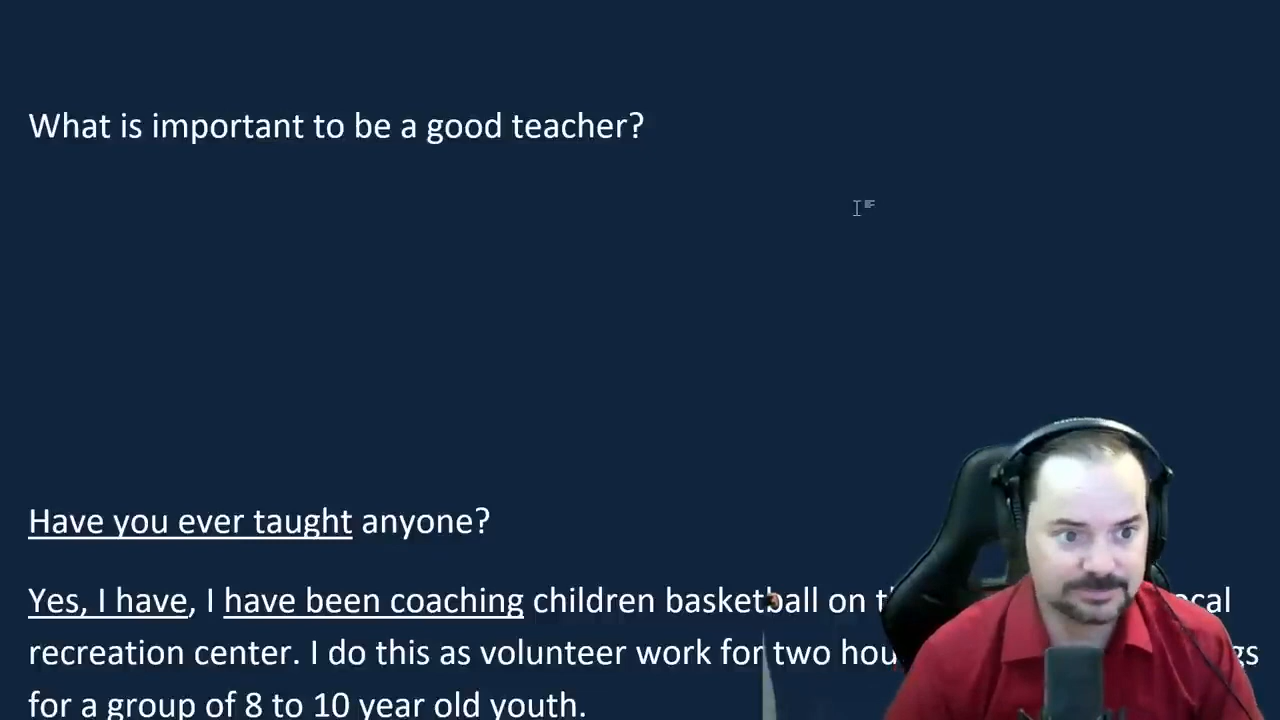 What is important to be a good teacher?
Have you ever taught anyone?
Yes, I have, I have been coaching children basketball on
recreation center. I do this as volunteer work for two
for a group of 8 to 10 year old youth.